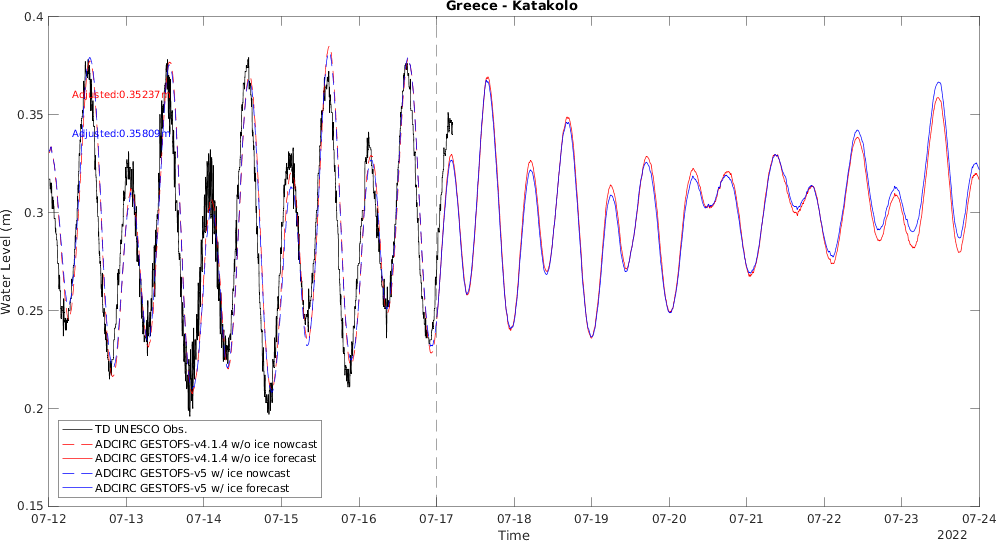 Greece - Katakolo
0.4
0.35
0.3
0.25
0.2
0.15
Water Level (m)
Adjusted:0.35237m
Adjusted:0.35809m
TD UNESCO Obs.
ADCIRC GESTOFS-v4.1.4 w/o ice nowcast
ADCIRC GESTOFS-v4.1.4 w/o ice forecast
ADCIRC GESTOFS-v5 w/ ice nowcast
ADCIRC GESTOFS-v5 w/ ice forecast
07-12 07-13 07-14 07-15 07-16 07-17 07-18 07-19 07-20 07-21 07-22 07-23 07-24
Time
2022